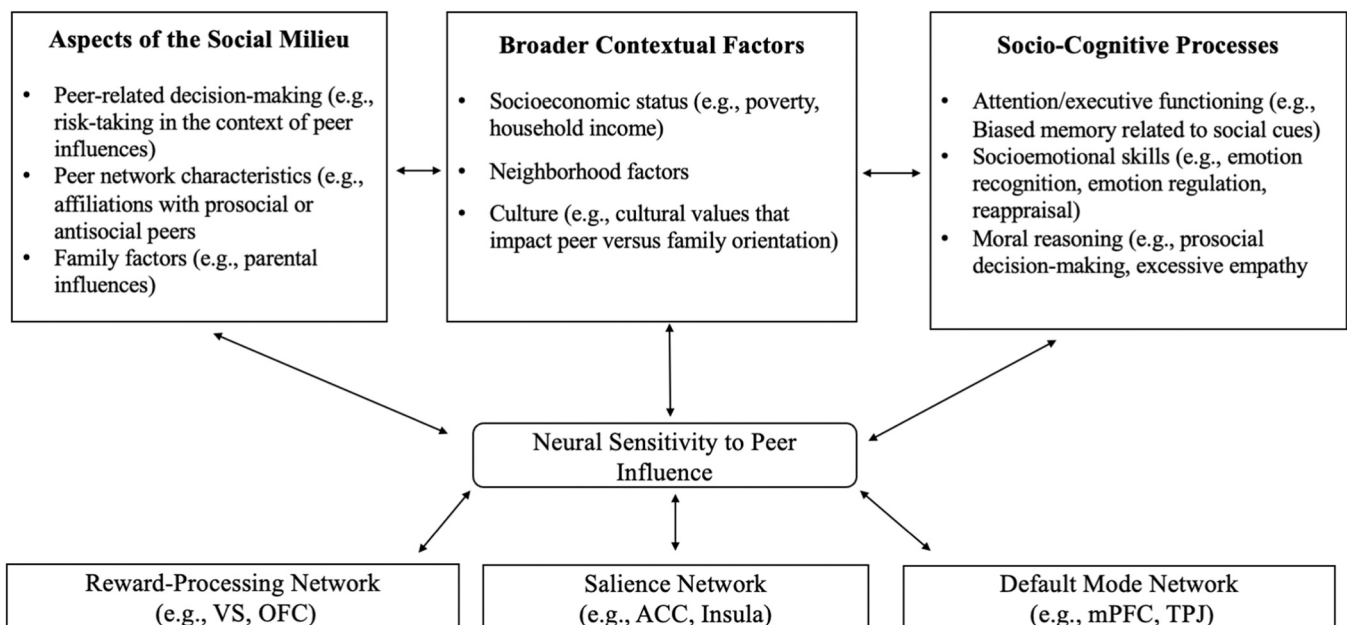 Aspects of the Social Milieu
• Peer-related decision-making (e.g.,
risk-taking in the context of peer
influences)
• Peer network characteristics (e.g.,
affiliations with prosocial or
antisocial peers
• Family factors (e.g., parental
influences)
Broader Contextual Factors
• Socioeconomic status (e.g., poverty,
household income)
• Neighborhood factors
• Culture (e.g., cultural values that
impact peer versus family orientation)
Socio-Cognitive Processes
• Attention/executive functioning (e.g.,
Biased memory related to social cues)
• Socioemotional skills (e.g., emotion
recognition, emotion regulation,
reappraisal)
• Moral reasoning (e.g., prosocial
decision-making, excessive empathy
Neural Sensitivity to Peer
Influence
Reward-Processing Network
(e.g., VS, OFC)
Salience Network
(e.g., ACC, Insula)
Default Mode Network
(e.g., mPFC, TPJ)